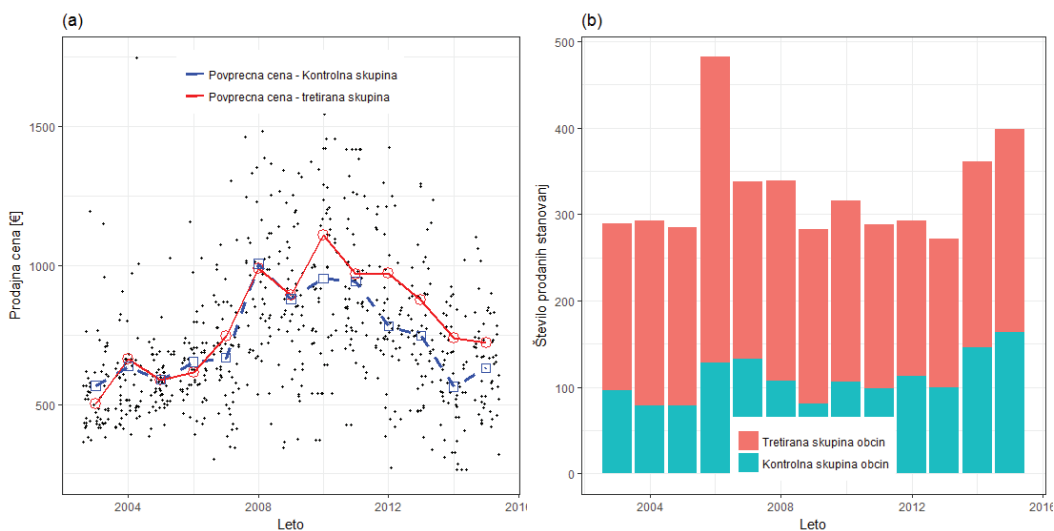 (a)
Povprecna cena - Kontrolna skupina
Povprecna cena - tretirana skupina
1500
1000
500
Prodajna cena [€]
2004
2008
2012
2016
Leto
(b)
500
400
300
200
100
0
Število prodanih stanovanj
Tretirana skupina obcin
Kontrolna skupina obcin
2004
2008
2012
2016
Leto